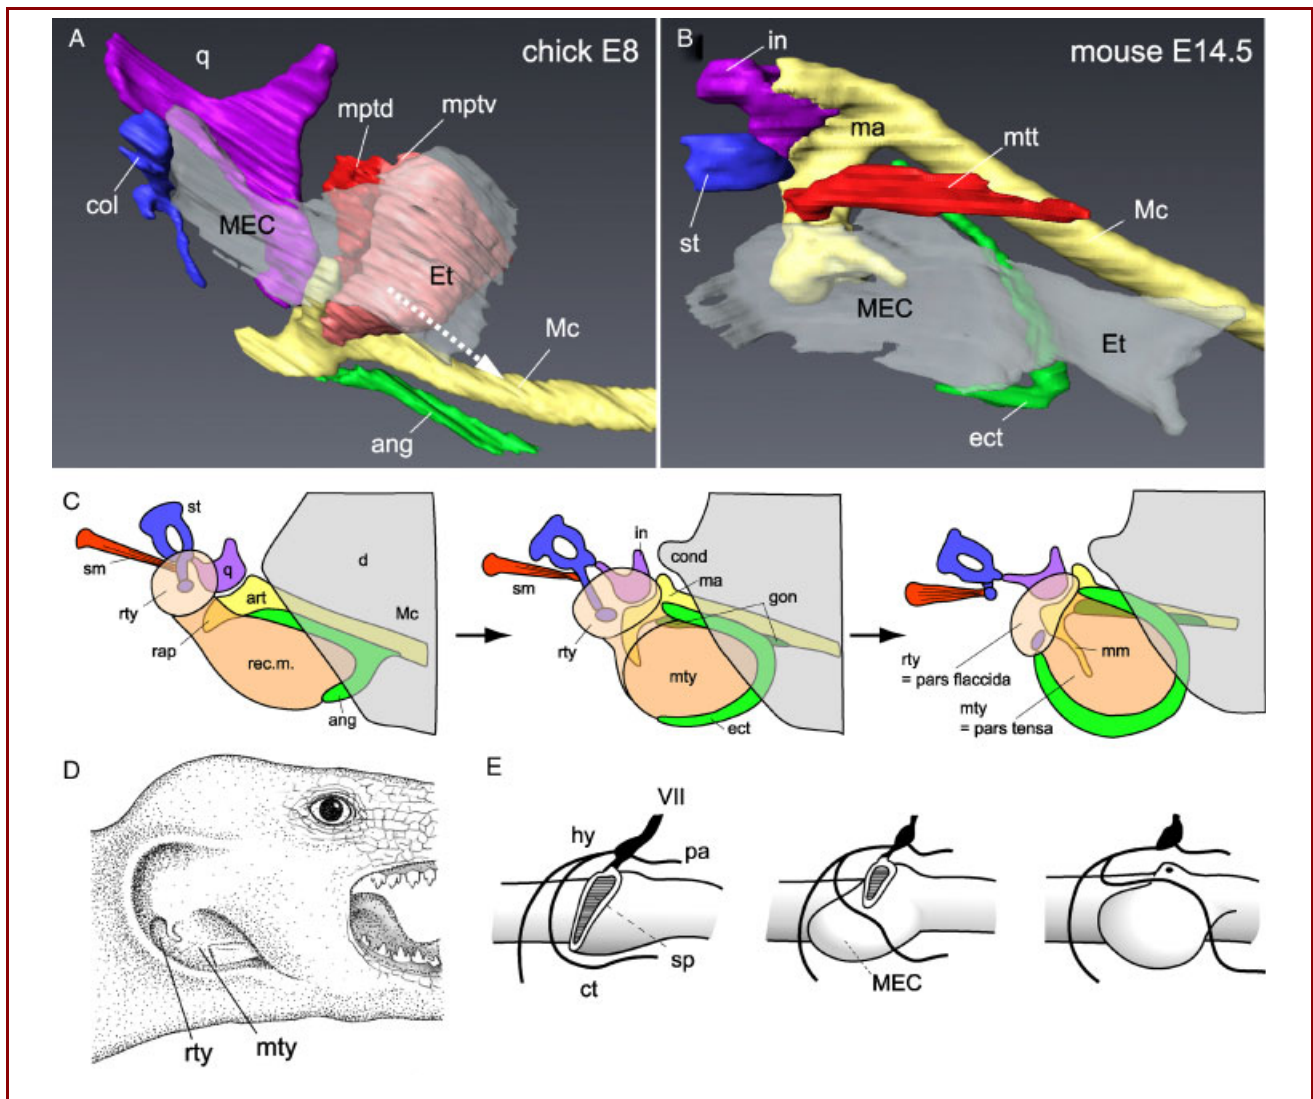 A
chick E8
q
mptd
mptv
col
MEC
Et
Mc
ang
B
mouse E14.5
in
ma
mtt
st
Mc
MEC
Et
ect
C
st
sm
q
d
rty
art
Mc
rap
rec.m.
ang
in
cond
sm
ma
gon
rty
mty
ect
rty
= pars flaccida
mm
mty
= pars tensa
D
rty
mty
E
VII
hy
pa
sp
ct
MEC